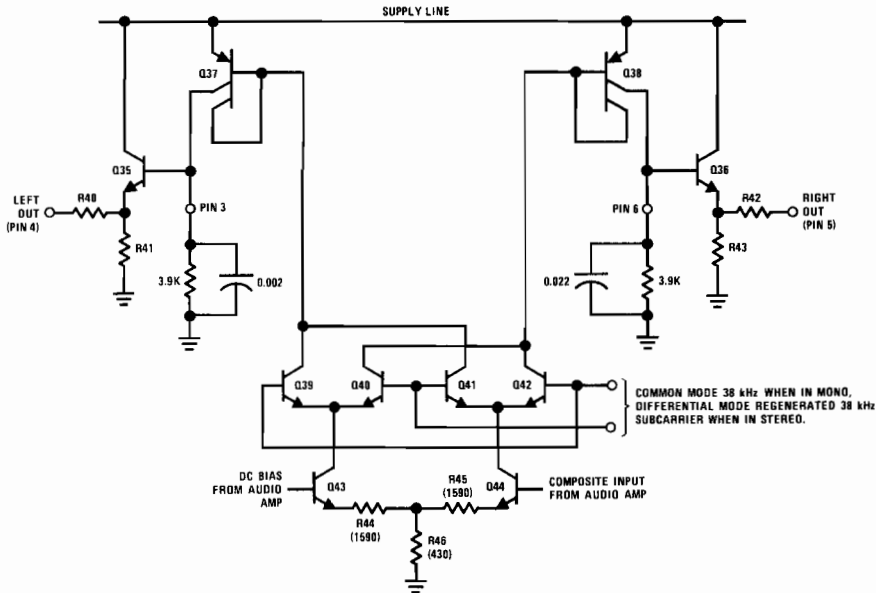 SUPPLY LINE
Q37
Q38
Q35
Q36
LEFT
OUT
(PIN 4)
R40
R41
PIN 3
3.9K
0.002
PIN 6
0.022
3.9K
R42
R43
RIGHT
OUT
(PIN 5)
Q39
Q40
Q41
Q42
COMMON MODE 38 kHz WHEN IN MONO,
DIFFERENTIAL MODE REGENERATED 38 kHz
SUBCARRIER WHEN IN STEREO.
DC BIAS
FROM AUDIO
AMP
Q43
R44
(1590)
R45
(1590)
Q44
COMPOSITE INPUT
FROM AUDIO AMP
R46
(430)